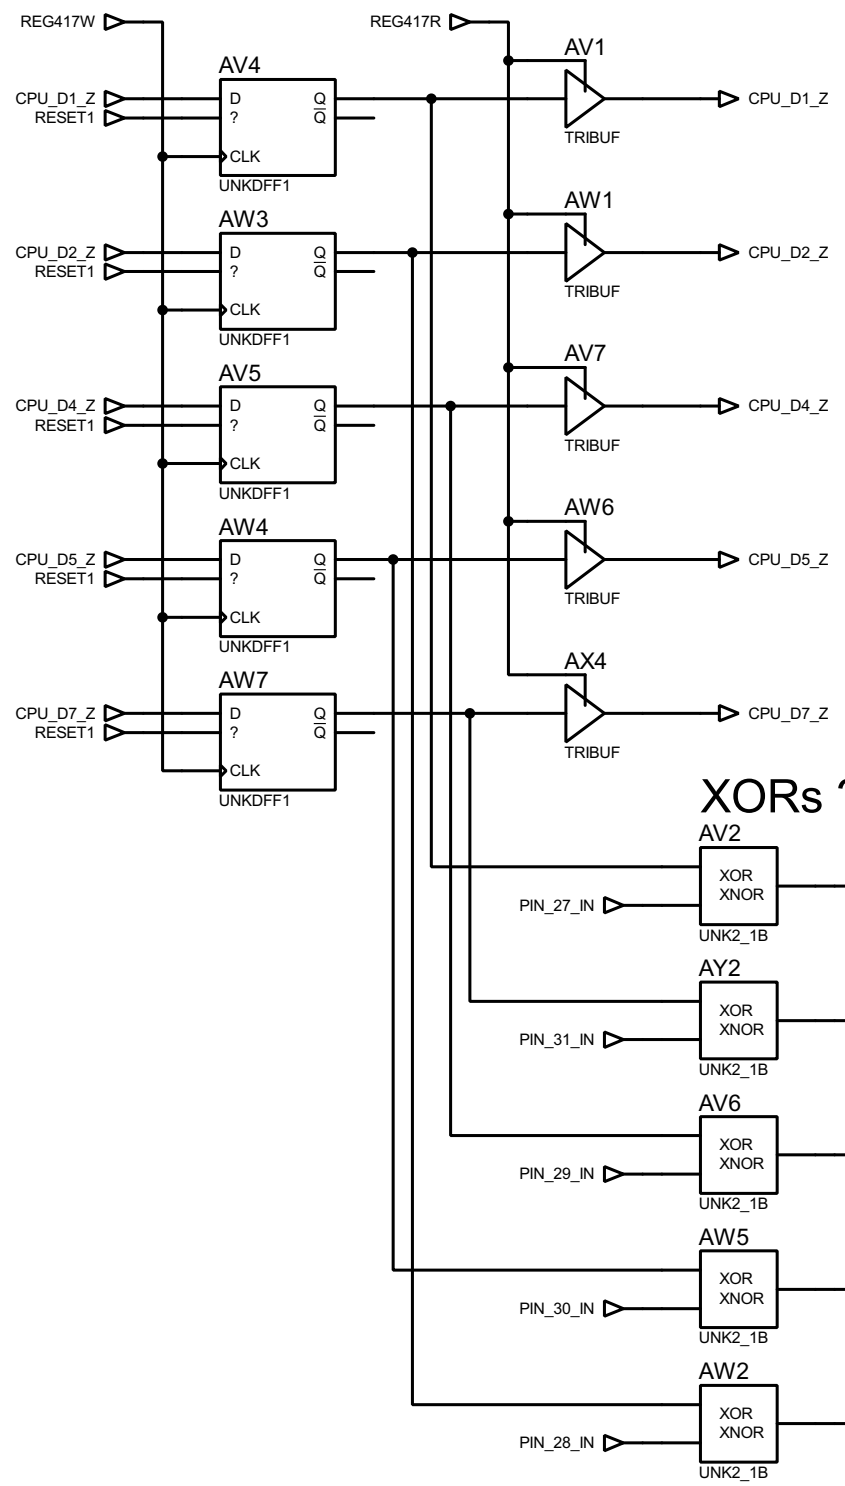 REG417W
REG417R
AV4
AV1
CPU_D1_Z
D
Q
CPU_D1_Z
RESET1
?
Q
CLK
TRIBUF
UNKDFF1
AW3
AW1
CPU_D2_Z
D
Q
CPU_D2_Z
RESET1
?
Q
CLK
TRIBUF
UNKDFF1
AV5
AV7
CPU_D4_Z
D
Q
CPU_D4_Z
RESET1
?
Q
CLK
TRIBUF
UNKDFF1
AW4
AW6
CPU_D5_Z
D
Q
CPU_D5_Z
RESET1
?
Q
CLK
TRIBUF
UNKDFF1
AW7
AX4
CPU_D7_Z
D
Q
CPU_D7_Z
RESET1
?
Q
CLK
TRIBUF
UNKDFF1
XORs ?
AV2
XOR
XNOR
PIN_27_IN
UNK2_1B
AY2
XOR
XNOR
PIN_31_IN
UNK2_1B
AV6
XOR
XNOR
PIN_29_IN
UNK2_1B
AW5
XOR
XNOR
PIN_30_IN
UNK2_1B
AW2
XOR
XNOR
PIN_28_IN
UNK2_1B